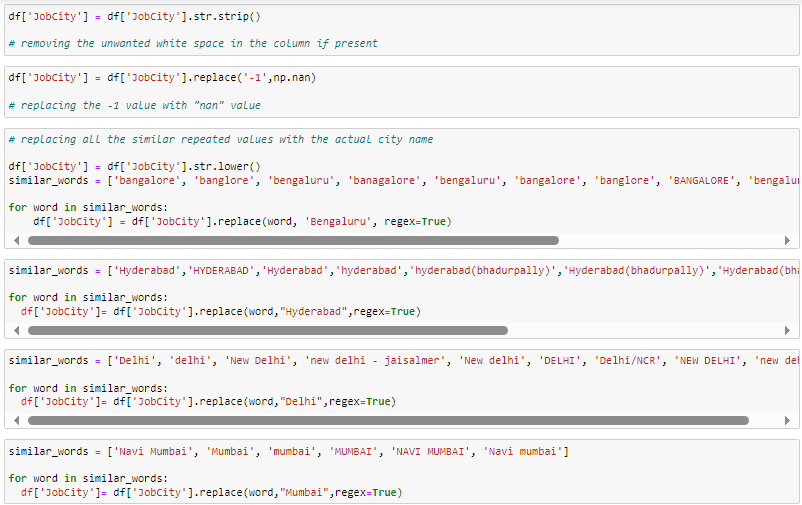 df['JobCity'] = df['JobCity'].str.strip()
# removing the unwanted white space in the column if present
df['JobCity'] = df['JobCity'].replace('-1',np.nan)
# replacing the -1 value with "nan" value
# replacing all the similar repeated values with the actual city name
df['JobCity'] = df['JobCity'].str.lower()
similar_words = ['bangalore', 'banglore', 'bengaluru', 'banagalore', 'bengaluru', 'bangalore', 'banglore', 'BANGALORE', 'bengalu
for word in similar_words:
    df['JobCity'] = df['JobCity'].replace(word, 'Bengaluru', regex=True)
similar_words = ['Hyderabad','HYDERABAD','Hyderabad','hyderabad','hyderabad(bhadurpally)','Hyderabad(bhadurpally)','Hyderabad(bha
for word in similar_words:
  df['JobCity']= df['JobCity'].replace(word,"Hyderabad",regex=True)
similar_words = ['Delhi', 'delhi', 'New Delhi', 'new delhi - jaisalmer', 'New delhi', 'DELHI', 'Delhi/NCR', 'NEW DELHI', 'new del
for word in similar_words:
  df['JobCity']= df['JobCity'].replace(word,"Delhi",regex=True)
similar_words = ['Navi Mumbai', 'Mumbai', 'mumbai', 'MUMBAI', 'NAVI MUMBAI', 'Navi mumbai']
for word in similar_words:
  df['JobCity']= df['JobCity'].replace(word,"Mumbai",regex=True)